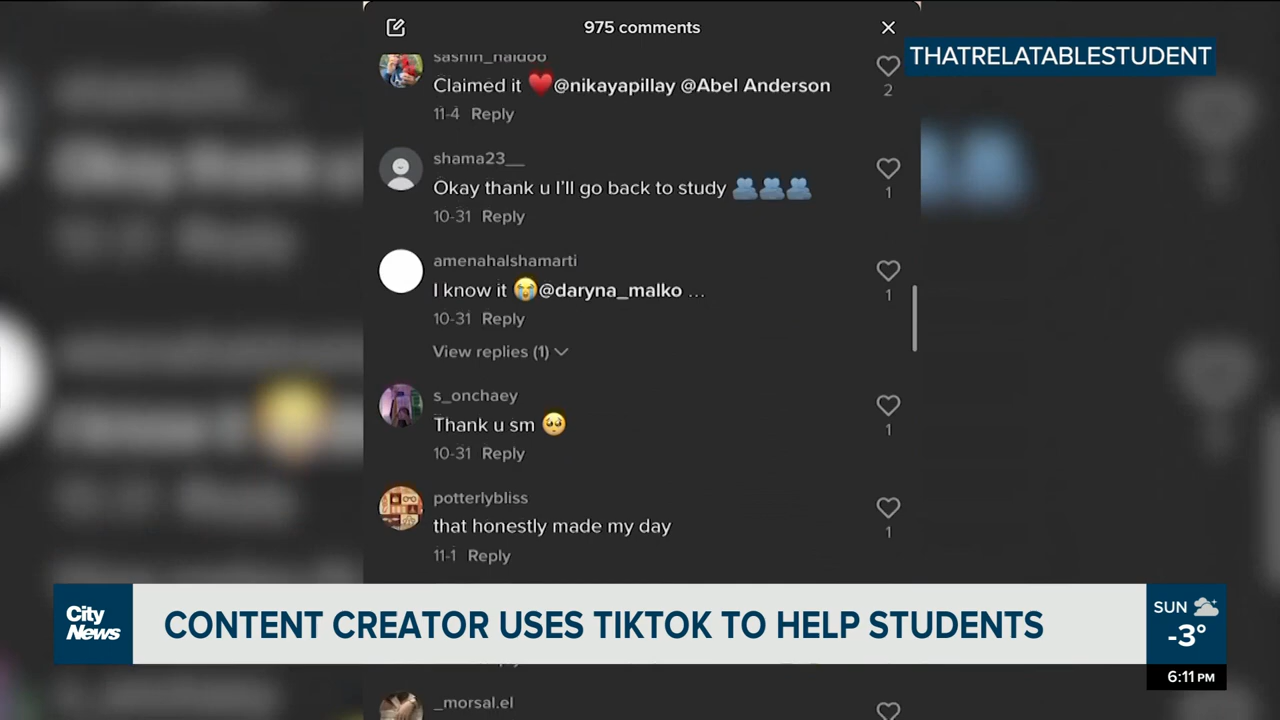 975 comments
THATRELATABLESTUDENT
sashin_naidoo
Claimed it ❤️@nikayapillay @Abel Anderson
2
11-4 Reply
shama23__
Okay thank u I'll go back to study 🫂🫂🫂
1
10-31 Reply
amenahalshamarti
I know it 😭@daryna_malko ...
1
10-31 Reply
View replies (1)
s_onchaey
Thank u sm 🥺
1
10-31 Reply
potterlybliss
that honestly made my day
1
11-1 Reply
City
News
CONTENT CREATOR USES TIKTOK TO HELP STUDENTS
SUN
-3°
6:11 PM
_morsal.el